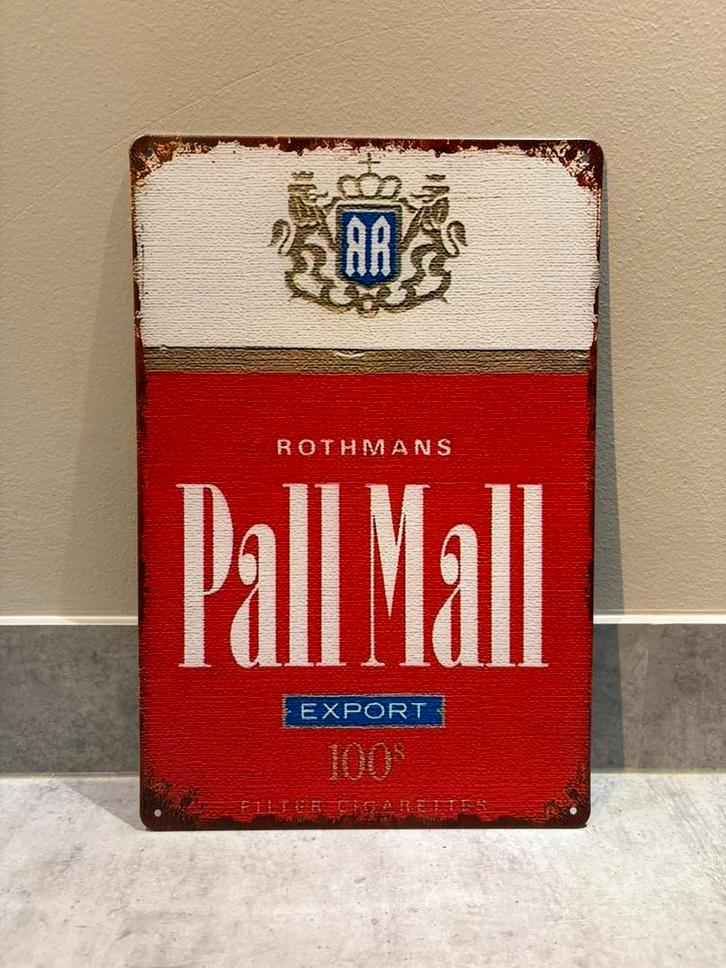 RR
ROTHMANS
Pall Mall
EXPORT
100s
FILTER CIGARETTES